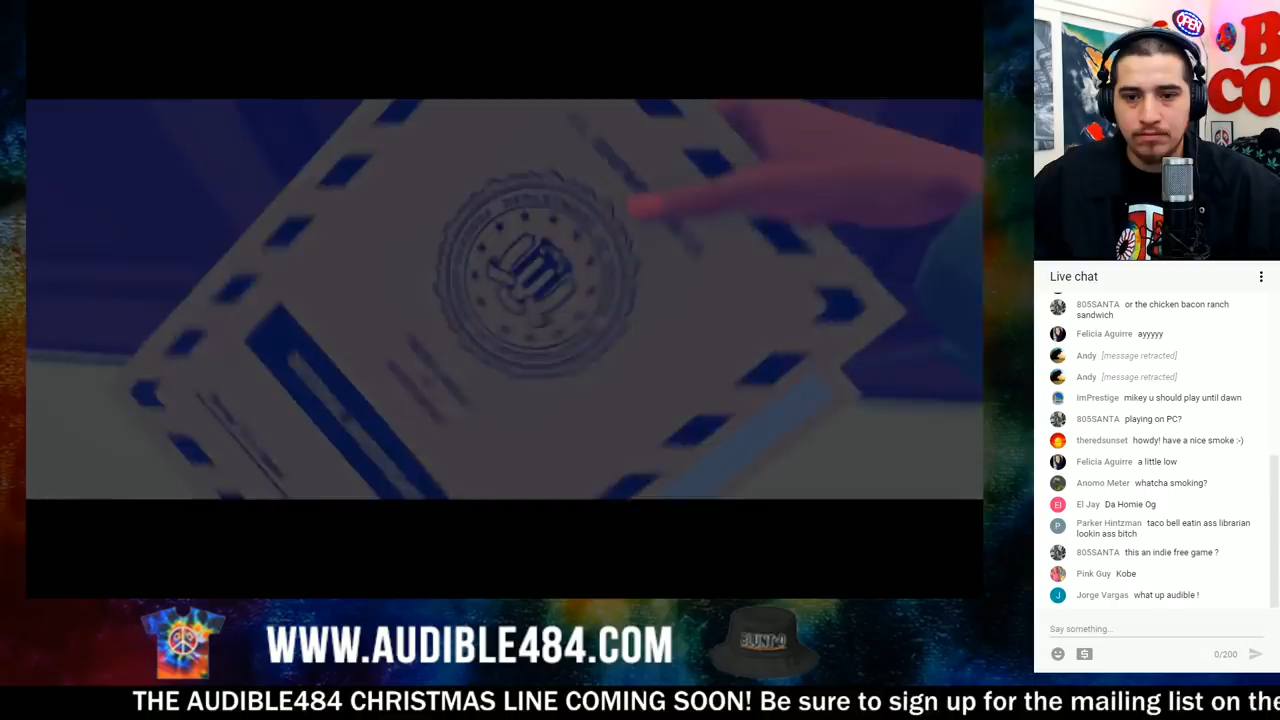 OPEN
B
CO
Live chat
805SANTA or the chicken bacon ranch
sandwich
Felicia Aguirre ayyyyy
Andy [message retracted]
Andy [message retracted]
imPrestige mikey u should play until dawn
805SANTA playing on PC?
theredsunset howdy! have a nice smoke :-)
Felicia Aguirre a little low
Anomo Meter whatcha smoking?
El El Jay Da Homie Og
P Parker Hintzman taco bell eatin ass librarian
lookin ass bitch
805SANTA this an indie free game ?
Pink Guy Kobe
J Jorge Vargas what up audible !
Say something...
0/200
WWW.AUDIBLE484.COM
THE AUDIBLE484 CHRISTMAS LINE COMING SOON! Be sure to sign up for the mailing list on the